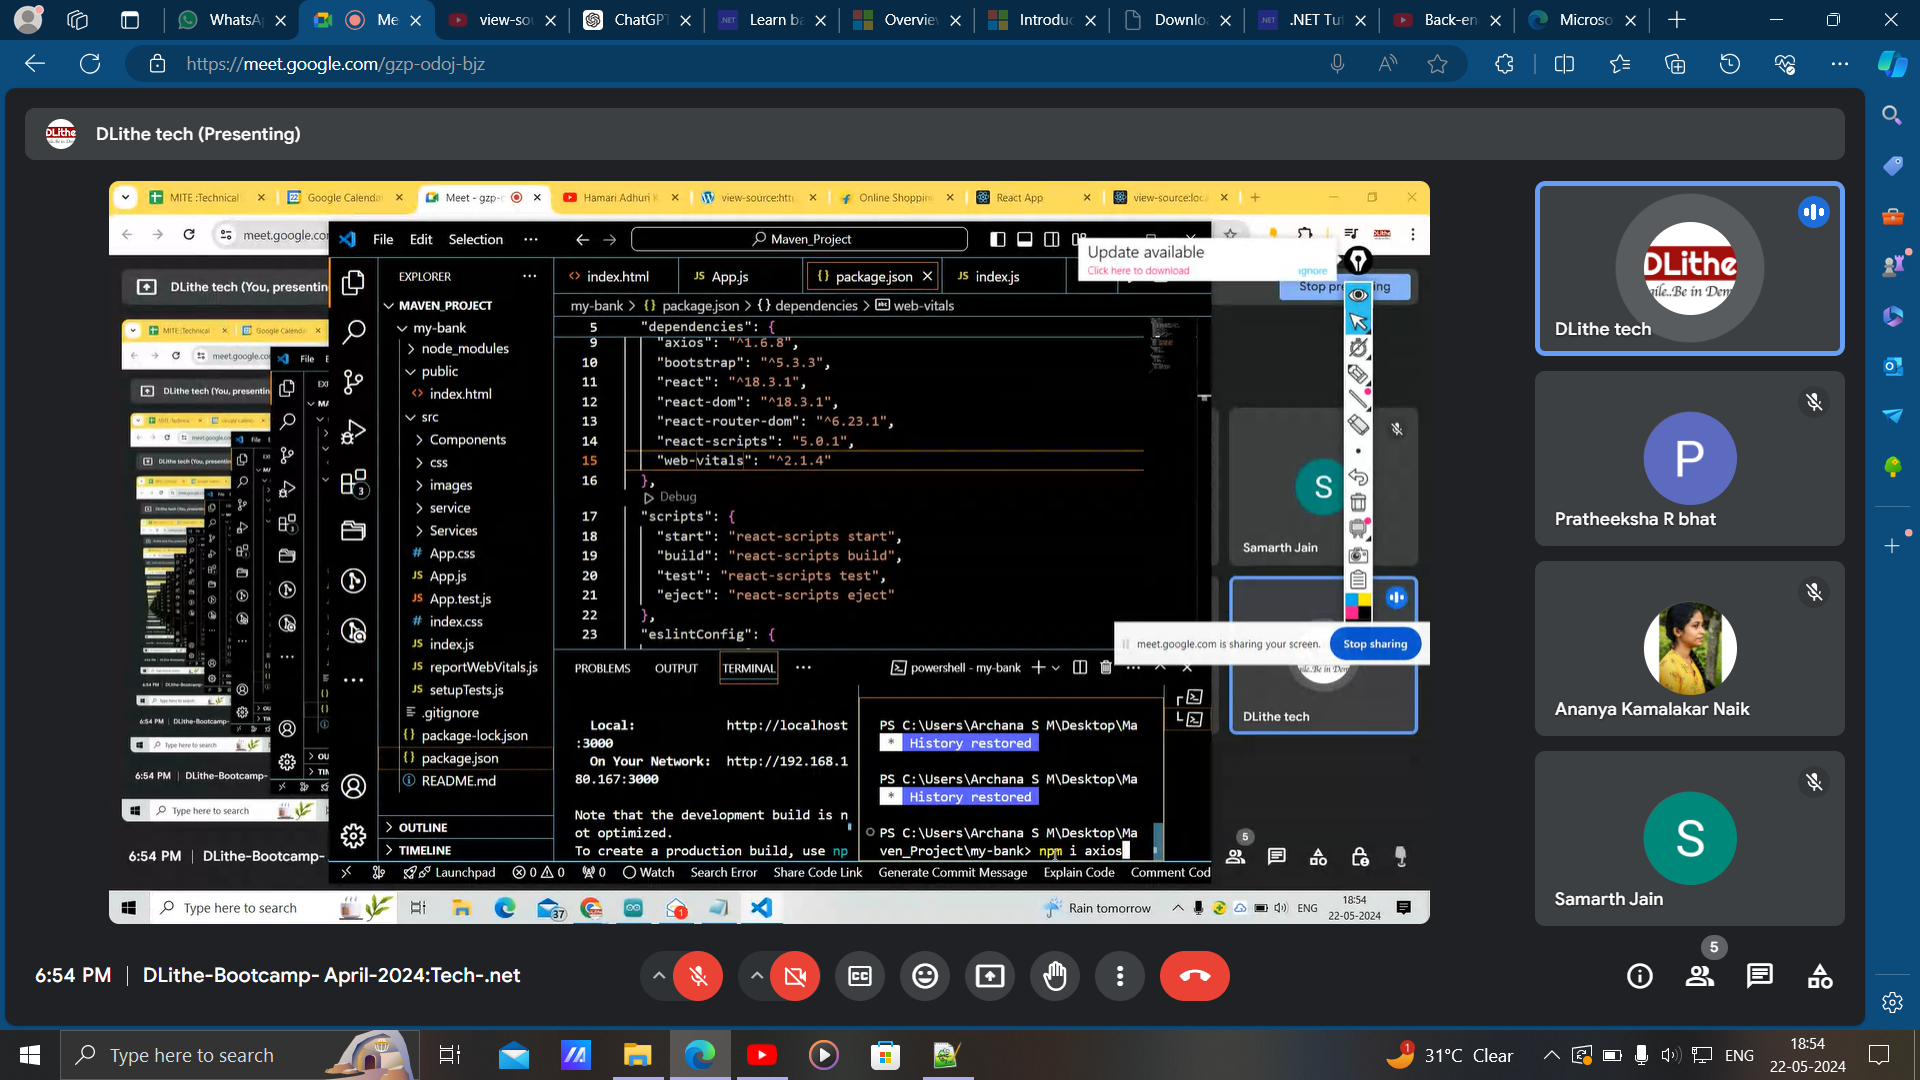 WhatsA
Me
view-sou
ChatGPT
Learn ba
Overvie
Introduc
Downlo
.NET Tut
Back-en
Microso
https://meet.google.com/gzp-odoj-bjz
DLithe tech (Presenting)
MITE :Technical
Google Calenda
Meet - gzp-
Hamari Adhuri K
view-source:htt
Online Shoppin
React App
view-source:loc
meet.google.co
File Edit Selection
Maven_Project
Update available
Click here to download
ignore
DLithe tech (You, presentin
EXPLORER
index.html
JS App.js
{} package.json
JS index.js
MAVEN_PROJECT
my-bank
node_modules
public
index.html
src
Components
css
images
service
Services
# App.css
JS App.js
JS App.test.js
# index.css
JS index.js
JS reportWebVitals.js
JS setupTests.js
.gitignore
{} package-lock.json
{} package.json
README.md
OUTLINE
TIMELINE
my-bank > {} package.json > {} dependencies > abc web-vitals
5 "dependencies": {
9 "axios": "^1.6.8",
10 "bootstrap": "^5.3.3",
11 "react": "^18.3.1",
12 "react-dom": "^18.3.1",
13 "react-router-dom": "^6.23.1",
14 "react-scripts": "5.0.1",
15 "web-vitals": "^2.1.4"
16 },
Debug
17 "scripts": {
18 "start": "react-scripts start",
19 "build": "react-scripts build",
20 "test": "react-scripts test",
21 "eject": "react-scripts eject"
22 },
23 "eslintConfig": {
PROBLEMS OUTPUT TERMINAL
powershell - my-bank
Local: http://localhost
:3000
On Your Network: http://192.168.1
80.167:3000
Note that the development build is n
ot optimized.
To create a production build, use np
PS C:\Users\Archana S M\Desktop\Ma
* History restored
PS C:\Users\Archana S M\Desktop\Ma
* History restored
PS C:\Users\Archana S M\Desktop\Ma
ven_Project\my-bank> npm i axios
Launchpad 0 0 0 Watch Search Error Share Code Link Generate Commit Message Explain Code Comment Cod
S
Samarth Jain
meet.google.com is sharing your screen.
Stop sharing
DLithe tech
5
6:54 PM DLithe-Bootcamp-
Type here to search
37
1
Rain tomorrow
ENG
18:54
22-05-2024
DLithe
DLithe tech
P
Pratheeksha R bhat
Ananya Kamalakar Naik
S
Samarth Jain
6:54 PM | DLithe-Bootcamp- April-2024:Tech-.net
5
Type here to search
31°C Clear
ENG
18:54
22-05-2024